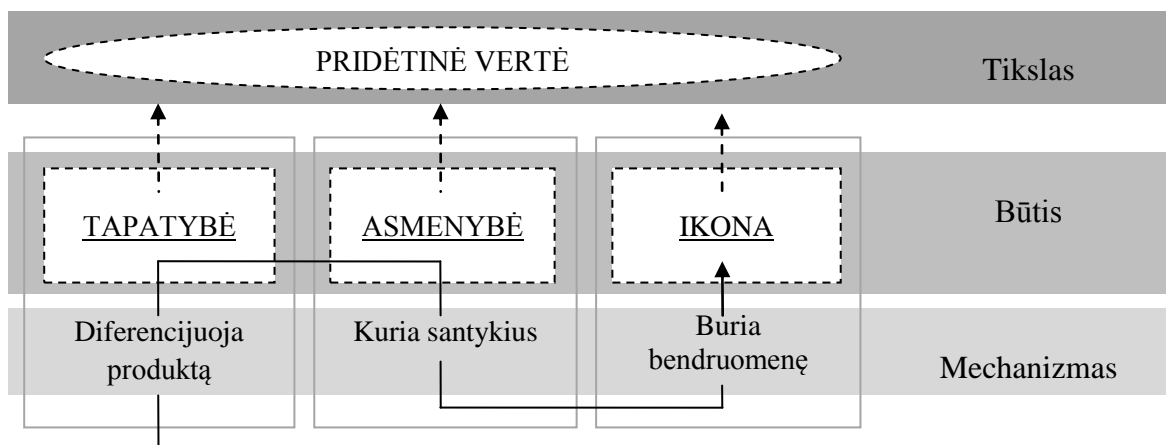 PRIDĖTINĖ VERTĖ
Tikslas
TAPATYBĖ
ASMENYBĖ
IKONA
Būtis
Diferencijuoja
produktą
Kuria santykius
Buria
bendruomenę
Mechanizmas